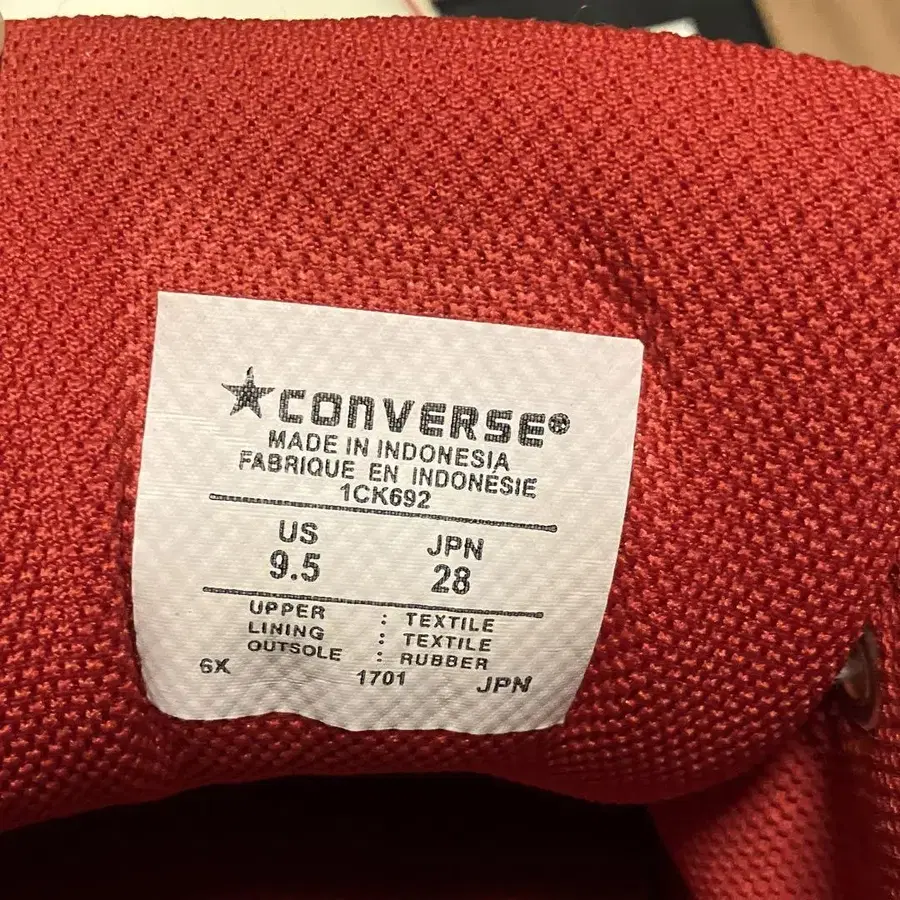 ★CONVERSE®
MADE IN INDONESIA
FABRIQUE EN INDONÉSIE
1CK692
US JPN
9.5 28
UPPER : TEXTILE
LINING : TEXTILE
OUTSOLE : RUBBER
6X 1701 JPN